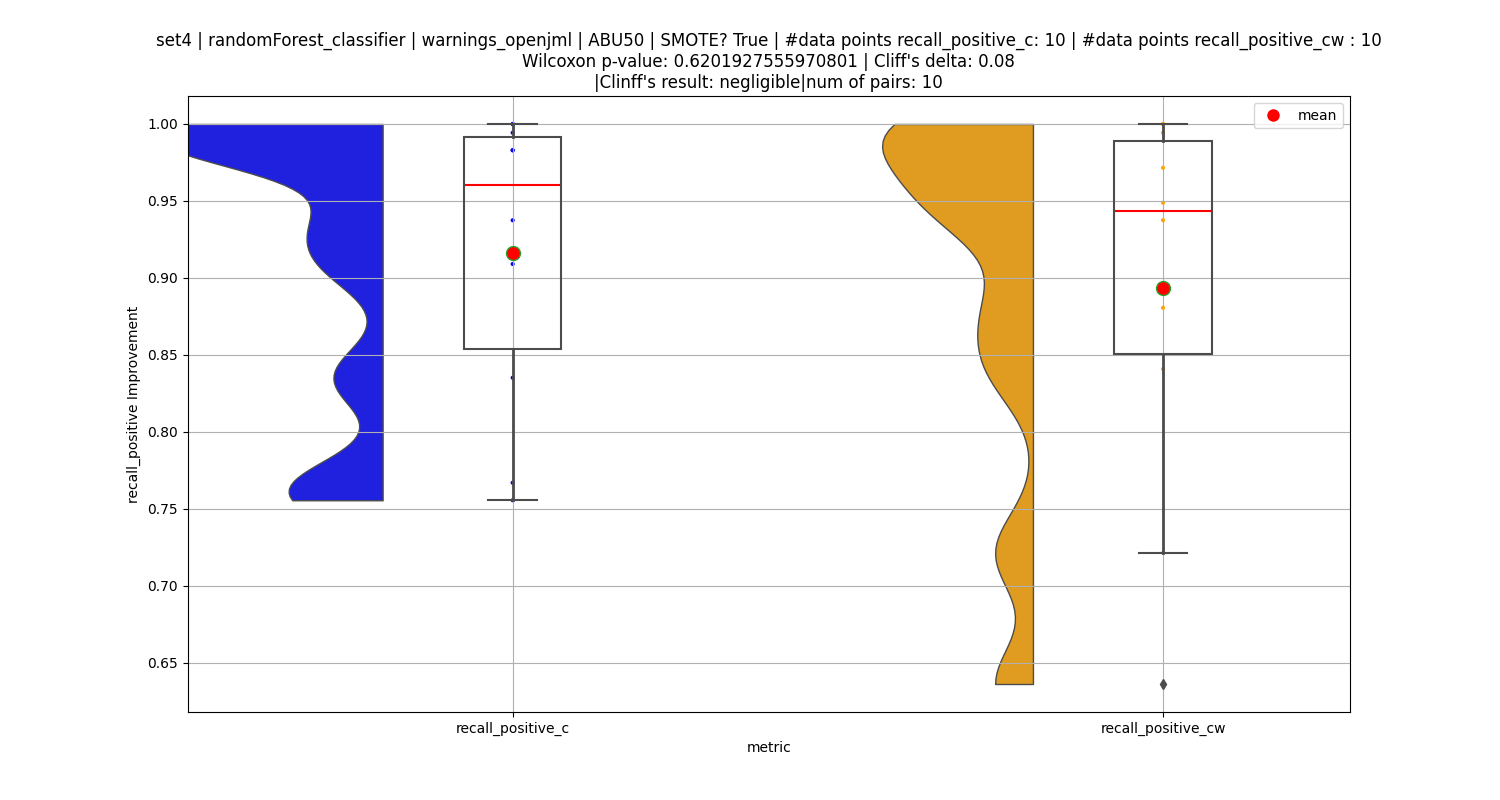 set4 | randomForest_classifier | warnings_openjml | ABU50 | SMOTE? True | #data points recall_positive_c: 10 | #data points recall_positive_cw : 10
Wilcoxon p-value: 0.6201927555970801 | Cliff's delta: 0.08
|Clinff's result: negligible|num of pairs: 10
mean
1.00
0.95
0.90
0.85
0.80
0.75
0.70
0.65
recall_positive Improvement
recall_positive_c
recall_positive_cw
metric